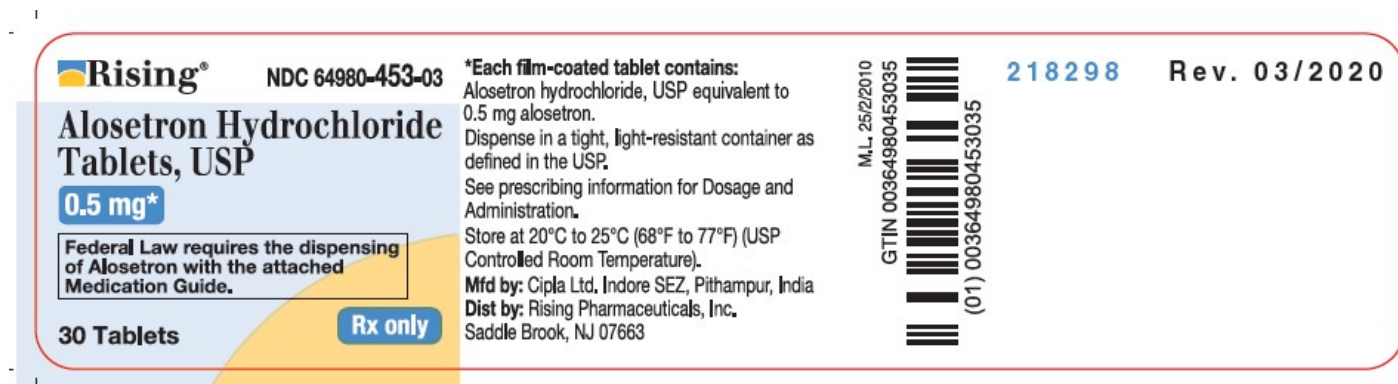 Rising®
NDC 64980-453-03
Alosetron Hydrochloride
Tablets, USP
0.5 mg*
Federal Law requires the dispensing
of Alosetron with the attached
Medication Guide.
30 Tablets
Rx only
*Each film-coated tablet contains:
Alosetron hydrochloride, USP equivalent to
0.5 mg alosetron.
Dispense in a tight, light-resistant container as
defined in the USP.
See prescribing information for Dosage and
Administration.
Store at 20°C to 25°C (68°F to 77°F) (USP
Controlled Room Temperature).
Mfd by: Cipla Ltd. Indore SEZ, Pithampur, India
Dist by: Rising Pharmaceuticals, Inc.
Saddle Brook, NJ 07663
M.L. 25/2/2010
GTIN 00364980453035
(01) 00364980453035
218298
Rev. 03/2020